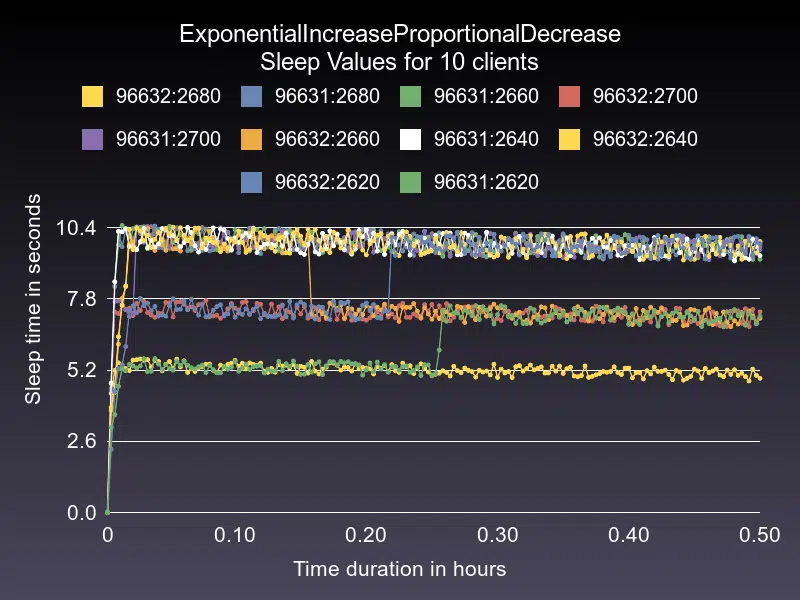 ExponentialIncreaseProportionalDecrease
Sleep Values for 10 clients
96632:2680 96631:2680 96631:2660 96632:2700
96631:2700 96632:2660 96631:2640 96632:2640
96632:2620 96631:2620
Sleep time in seconds
10.4
7.8
5.2
2.6
0.0
0 0.10 0.20 0.30 0.40 0.50
Time duration in hours